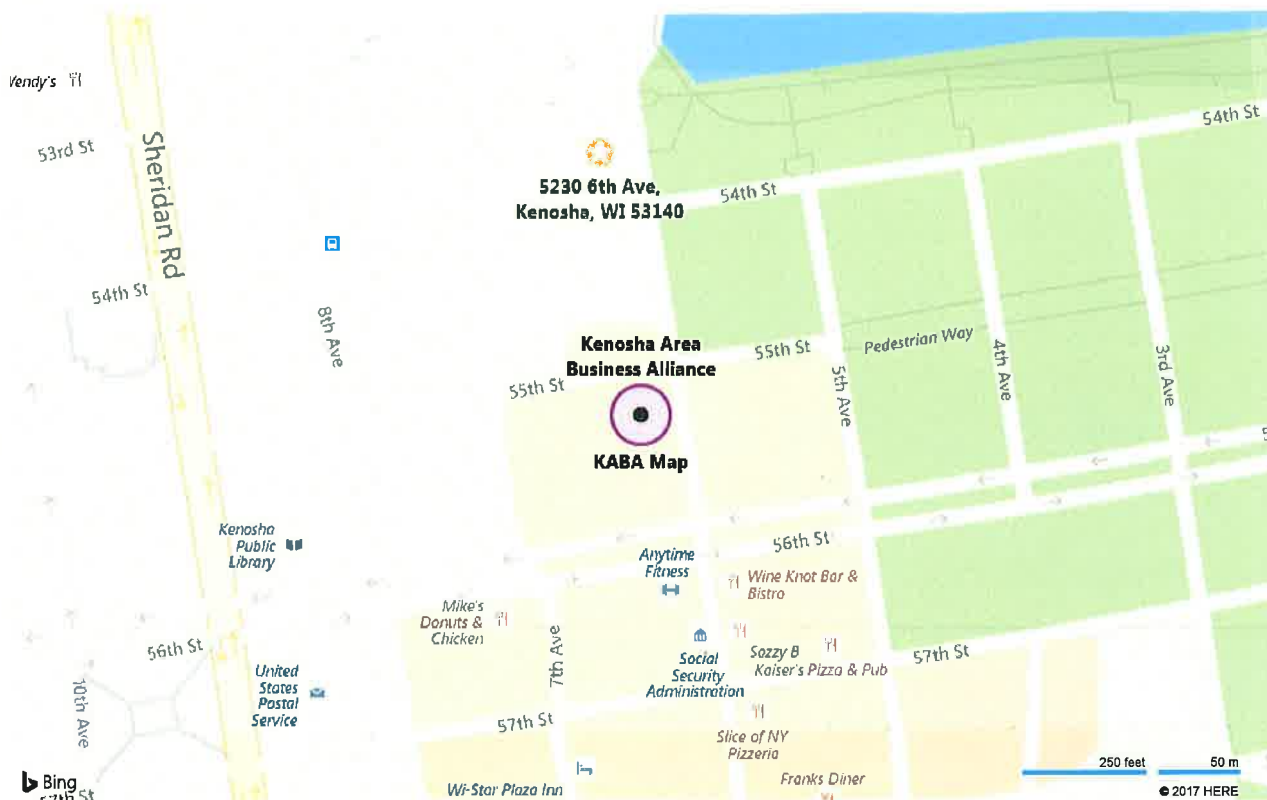 Wendy's
53rd St
Sheridan Rd
54th St
5230 6th Ave,
Kenosha, WI 53140
54th St
54th St
8th Ave
Kenosha Area
Business Alliance
55th St
55th St
Pedestrian Way
5th Ave
4th Ave
3rd Ave
KABA Map
Kenosha
Public
Library
56th St
Anytime
Fitness
Wine Knot Bar &
Bistro
Mike's
Donuts &
Chicken
56th St
7th Ave
Social
Security
Administration
Sazzy B
Kaiser's Pizza & Pub
57th St
United
States
Postal
Service
10th Ave
57th St
Slice of NY
Pizzeria
Franks Diner
Wi-Star Plaza Inn
250 feet
50 m
Bing
57th St
© 2017 HERE